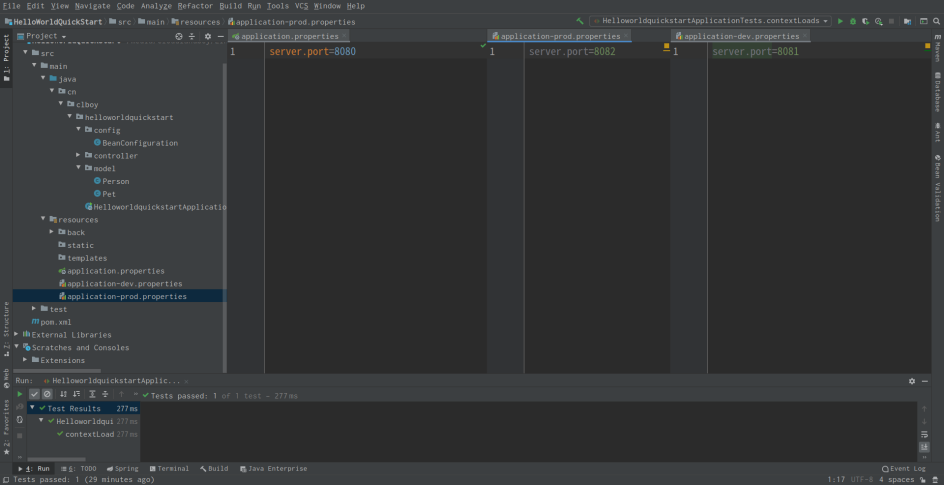 File Edit View Navigate Code Analyze Refactor Build Run Tools VCS Window Help
HelloWorldQuickStart src main resources application-prod.properties
HelloworldquickstartApplicationTests.contextLoads
Project
application.properties
application-prod.properties
application-dev.properties
1 server.port=8080
1 server.port=8082
1 server.port=8081
src
main
java
cn
clboy
helloworldquickstart
config
BeanConfiguration
controller
model
Person
Pet
HelloworldquickstartApplicatio
resources
back
static
templates
application.properties
application-dev.properties
application-prod.properties
test
pom.xml
External Libraries
Scratches and Consoles
Extensions
1: Project
7: Structure
Web
2: Favorites
Maven
Database
Ant
Bean Validation
Run: HelloworldquickstartApplic...
Tests passed: 1 of 1 test – 277 ms
Test Results 277 ms
Helloworldqui 277 ms
contextLoad 277 ms
4: Run 6: TODO Spring Terminal Build Java Enterprise Event Log
Tests passed: 1 (29 minutes ago) 1:17 UTF-8 4 spaces